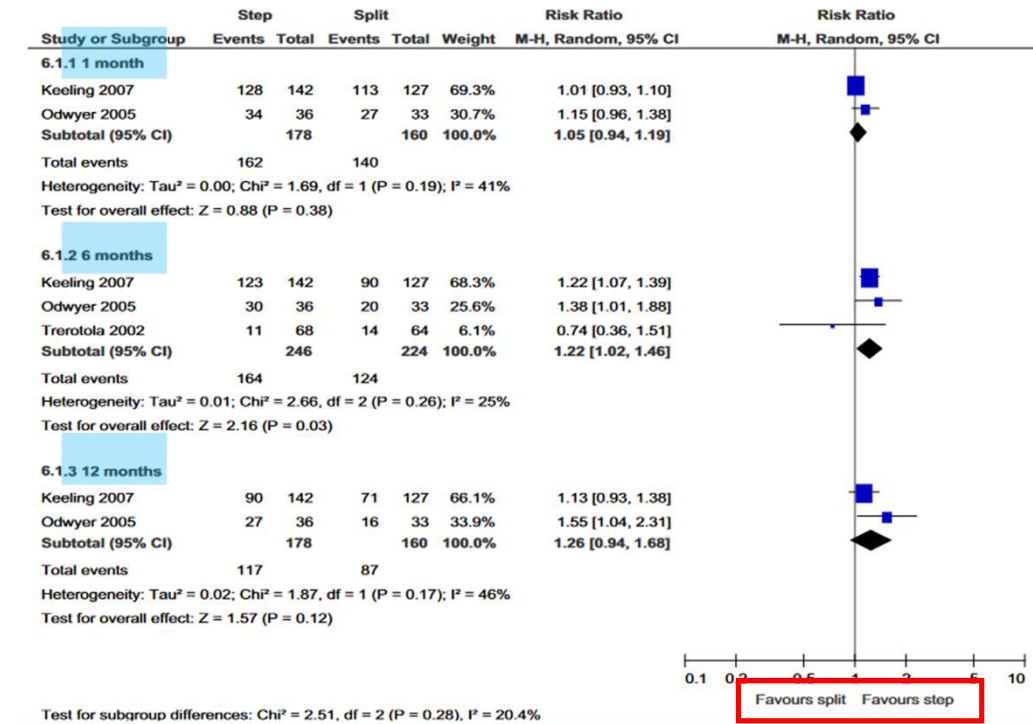 Step Split Risk Ratio Risk Ratio
Study or Subgroup Events Total Events Total Weight M-H, Random, 95% CI M-H, Random, 95% CI
6.1.1 1 month
Keeling 2007 128 142 113 127 69.3% 1.01 [0.93, 1.10]
Odwyer 2005 34 36 27 33 30.7% 1.15 [0.96, 1.38]
Subtotal (95% CI) 178 160 100.0% 1.05 [0.94, 1.19]
Total events 162 140
Heterogeneity: Tau² = 0.00; Chi² = 1.69, df = 1 (P = 0.19); I² = 41%
Test for overall effect: Z = 0.88 (P = 0.38)
6.1.2 6 months
Keeling 2007 123 142 90 127 68.3% 1.22 [1.07, 1.39]
Odwyer 2005 30 36 20 33 25.6% 1.38 [1.01, 1.88]
Trerotola 2002 11 68 14 64 6.1% 0.74 [0.36, 1.51]
Subtotal (95% CI) 246 224 100.0% 1.22 [1.02, 1.46]
Total events 164 124
Heterogeneity: Tau² = 0.01; Chi² = 2.66, df = 2 (P = 0.26); I² = 25%
Test for overall effect: Z = 2.16 (P = 0.03)
6.1.3 12 months
Keeling 2007 90 142 71 127 66.1% 1.13 [0.93, 1.38]
Odwyer 2005 27 36 16 33 33.9% 1.55 [1.04, 2.31]
Subtotal (95% CI) 178 160 100.0% 1.26 [0.94, 1.68]
Total events 117 87
Heterogeneity: Tau² = 0.02; Chi² = 1.87, df = 1 (P = 0.17); I² = 46%
Test for overall effect: Z = 1.57 (P = 0.12)
0.1 0.2 0.5 1 2 5 10
Favours split Favours step
Test for subgroup differences: Chi² = 2.51, df = 2 (P = 0.28), I² = 20.4%